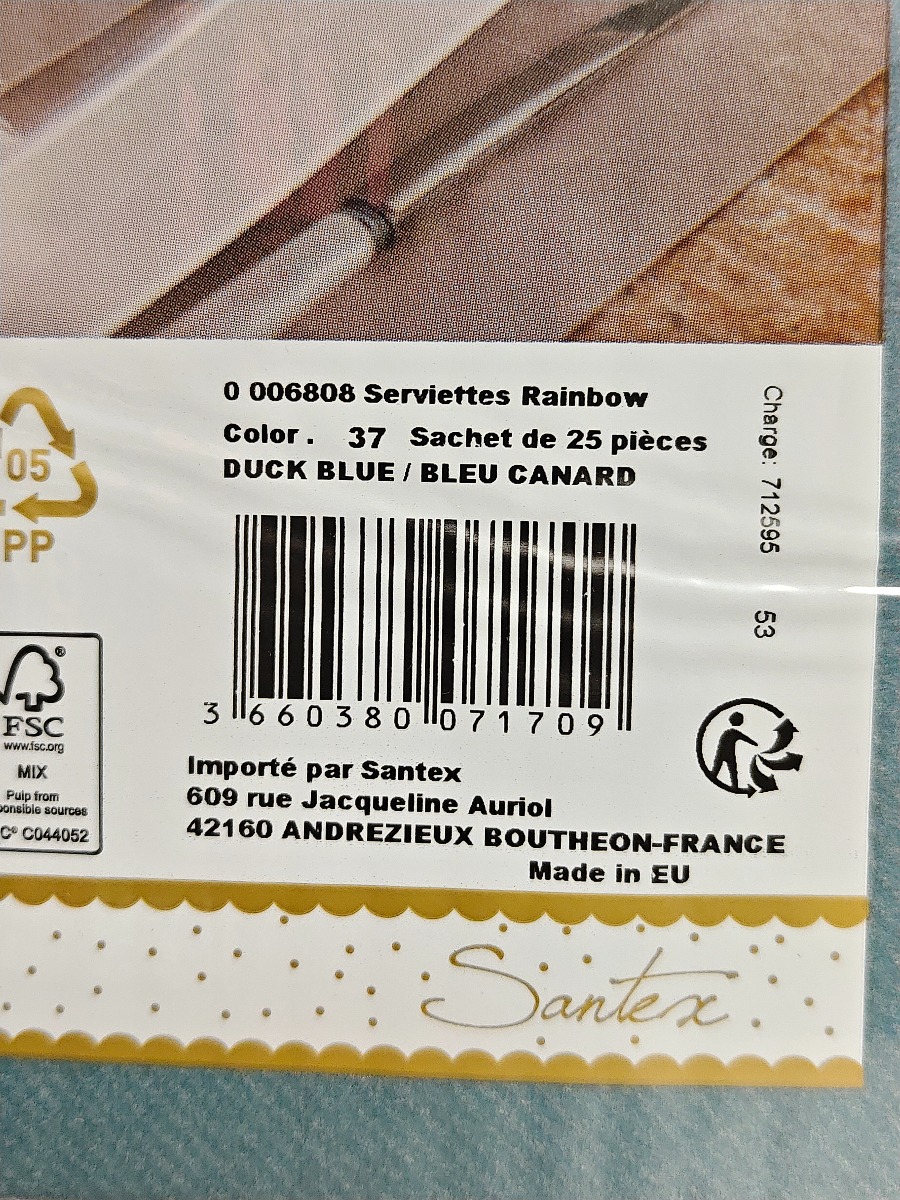 0 006808 Serviettes Rainbow
Color. 37 Sachet de 25 pièces
DUCK BLUE / BLEU CANARD
Charge: 712595 53
05
PP
3 660380 071709
FSC
®
www.fsc.org
MIX
Pulp from
sources
C044052
Importé par Santex
609 rue Jacqueline Auriol
42160 ANDREZIEUX BOUTHEON-FRANCE
Made in EU
Santex